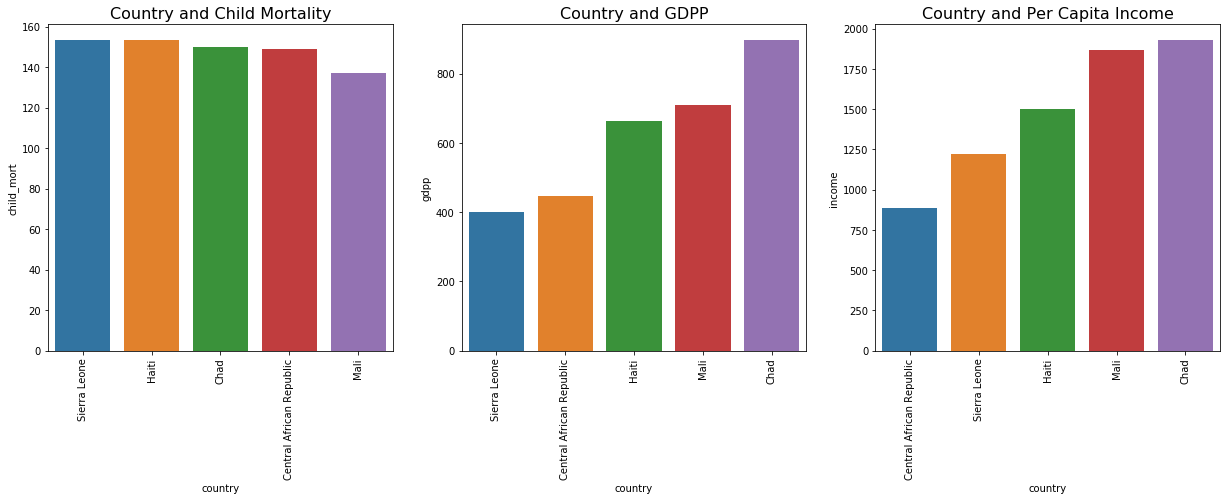 Country and Child Mortality
child_mort
160
140
120
100
80
60
40
20
0
Sierra Leone
Haiti
Chad
Central African Republic
Mali
country
Country and GDPP
gdpp
800
600
400
200
0
Sierra Leone
Central African Republic
Haiti
Mali
Chad
country
Country and Per Capita Income
income
2000
1750
1500
1250
1000
750
500
250
0
Central African Republic
Sierra Leone
Haiti
Mali
Chad
country